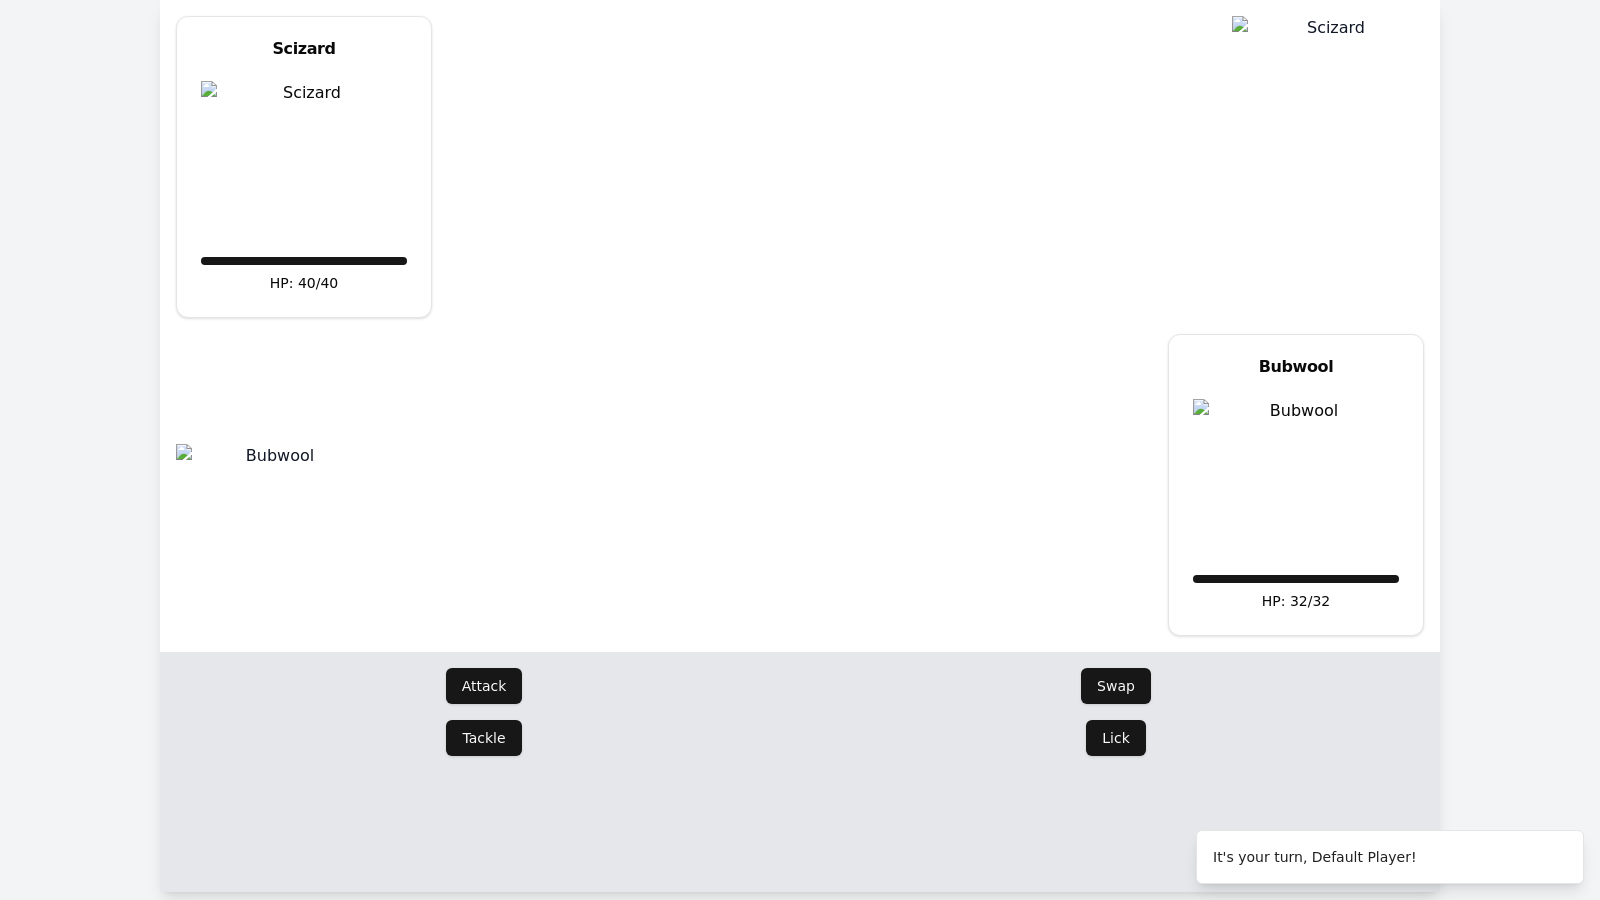 Scizard
Scizard
Scizard
HP: 40/40
Bubwool
Bubwool
Bubwool
HP: 32/32
Attack
Swap
Tackle
Lick
It's your turn, Default Player!